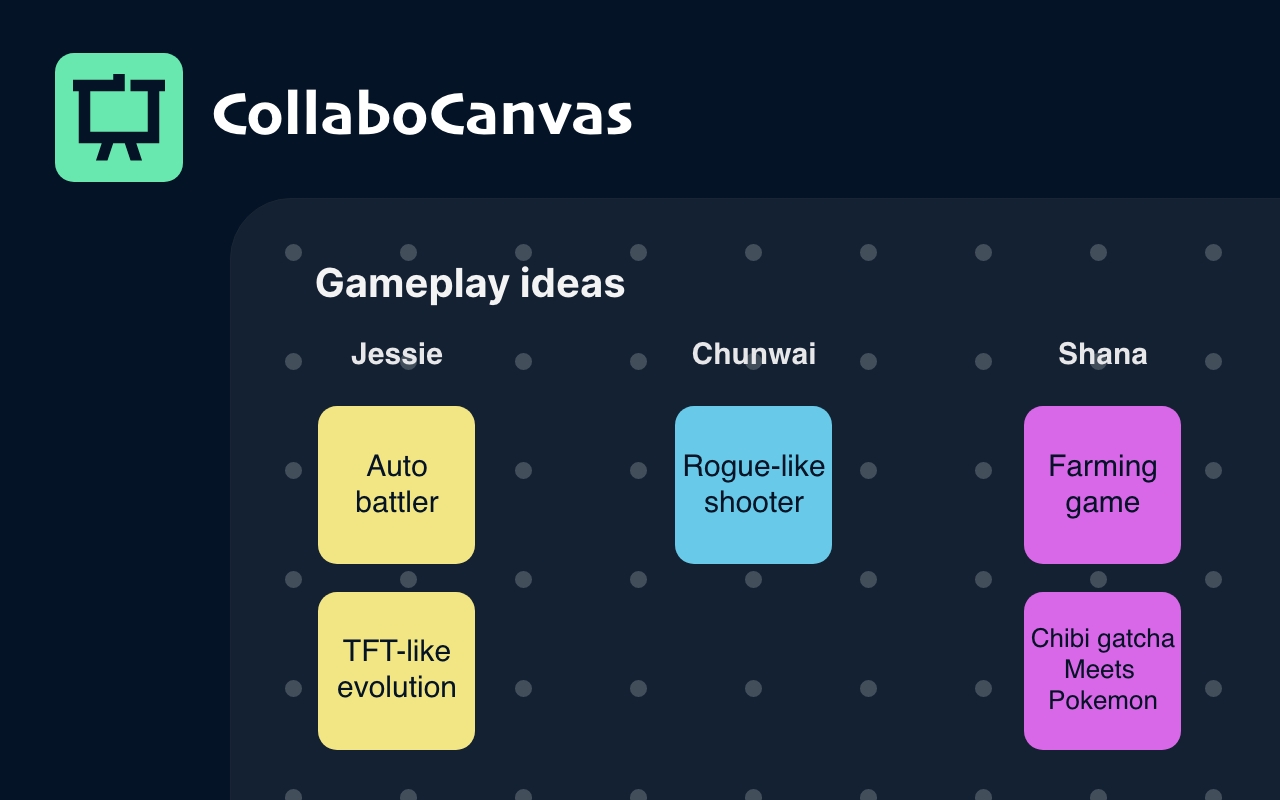 CollaboCanvas
Gameplay ideas
Jessie
Chunwai
Shana
Auto
battler
Rogue-like
shooter
Farming
game
TFT-like
evolution
Chibi gatcha
Meets
Pokemon